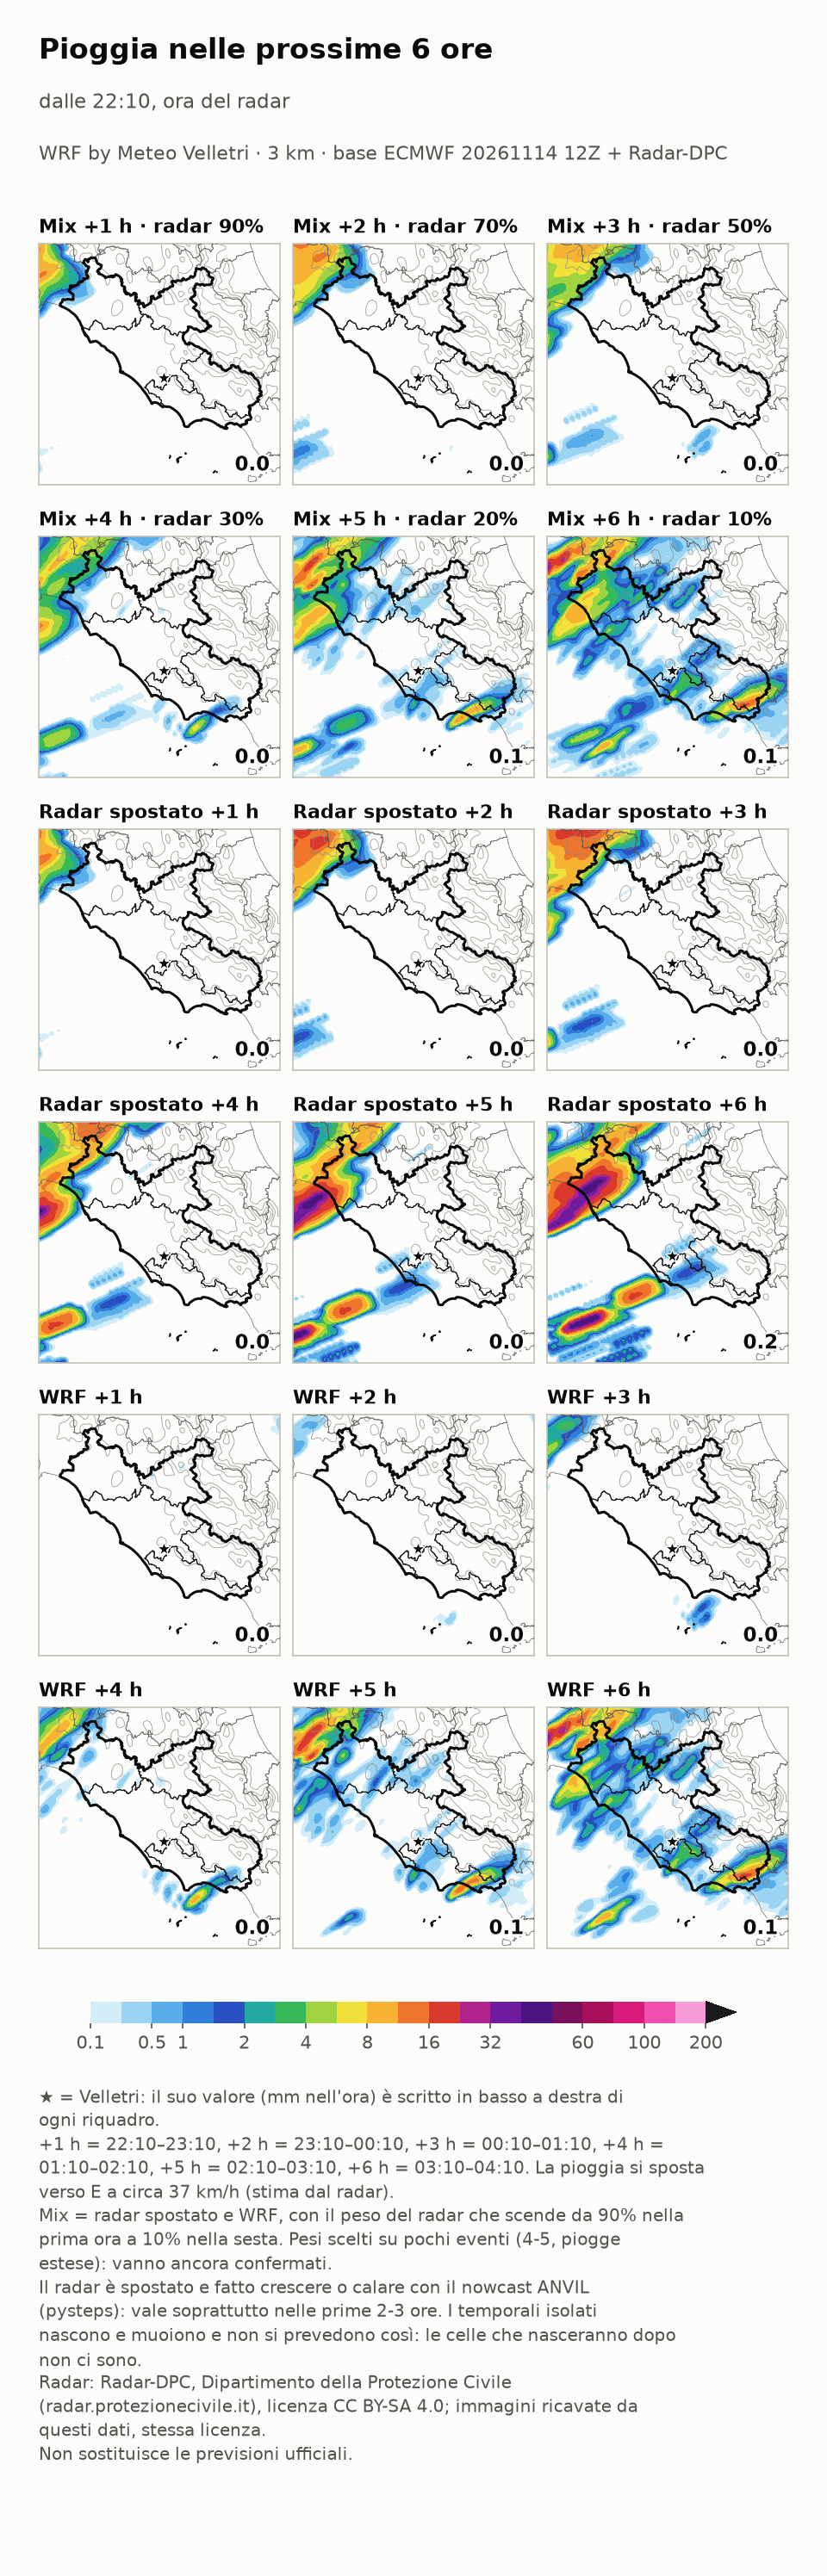 Pioggia nelle prossime 6 ore
dalle 22:10, ora del radar
WRF by Meteo Velletri · 3 km · base ECMWF 20261114 12Z + Radar-DPC
Mix +1 h · radar 90%
Mix +2 h · radar 70%
Mix +3 h · radar 50%
0.0
0.0
0.0
Mix +4 h · radar 30%
Mix +5 h · radar 20%
Mix +6 h · radar 10%
0.0
0.1
0.1
Radar spostato +1 h
Radar spostato +2 h
Radar spostato +3 h
0.0
0.0
0.0
Radar spostato +4 h
Radar spostato +5 h
Radar spostato +6 h
0.0
0.0
0.2
WRF +1 h
WRF +2 h
WRF +3 h
0.0
0.0
0.0
WRF +4 h
WRF +5 h
WRF +6 h
0.0
0.1
0.1
0.1 0.5 1 2 4 8 16 32 60 100 200
★ = Velletri: il suo valore (mm nell'ora) è scritto in basso a destra di
ogni riquadro.
+1 h = 22:10–23:10, +2 h = 23:10–00:10, +3 h = 00:10–01:10, +4 h =
01:10–02:10, +5 h = 02:10–03:10, +6 h = 03:10–04:10. La pioggia si sposta
verso E a circa 37 km/h (stima dal radar).
Mix = radar spostato e WRF, con il peso del radar che scende da 90% nella
prima ora a 10% nella sesta. Pesi scelti su pochi eventi (4-5, piogge
estese): vanno ancora confermati.
Il radar è spostato e fatto crescere o calare con il nowcast ANVIL
(pysteps): vale soprattutto nelle prime 2-3 ore. I temporali isolati
nascono e muoiono e non si prevedono così: le celle che nasceranno dopo
non ci sono.
Radar: Radar-DPC, Dipartimento della Protezione Civile
(radar.protezionecivile.it), licenza CC BY-SA 4.0; immagini ricavate da
questi dati, stessa licenza.
Non sostituisce le previsioni ufficiali.